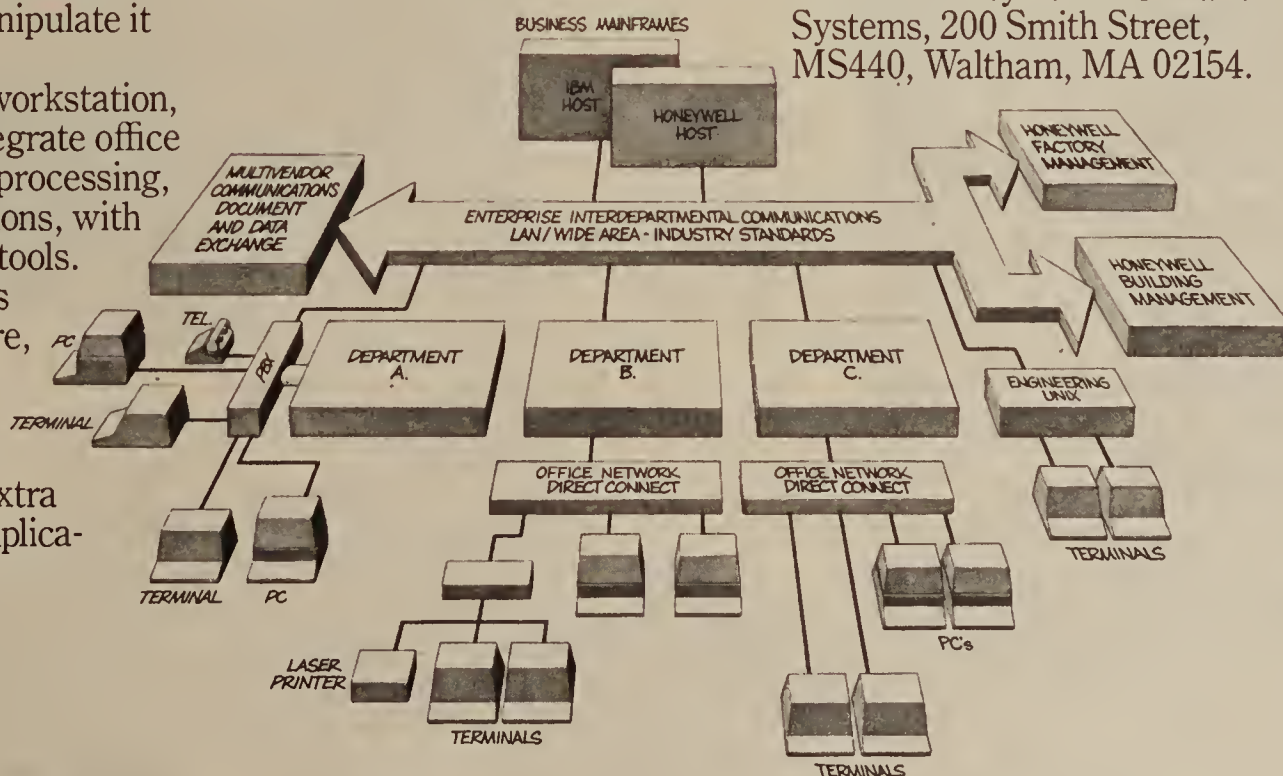 nipulate it
workstation,
egrate office
processing,
ons, with
tools.
s
re,
xtra
plica-
Systems, 200 Smith Street,
MS440, Waltham, MA 02154.
BUSINESS MAINFRAMES
IBM
HOST
HONEYWELL
HOST
MULTIVENDOR
COMMUNICATIONS
DOCUMENT
AND DATA
EXCHANGE
ENTERPRISE INTERDEPARTMENTAL COMMUNICATIONS
LAN/WIDE AREA - INDUSTRY STANDARDS
HONEYWELL
FACTORY
MANAGEMENT
HONEYWELL
BUILDING
MANAGEMENT
PC
TEL.
PBX
TERMINAL
DEPARTMENT
A.
DEPARTMENT
B.
DEPARTMENT
C.
ENGINEERING
UNIX
OFFICE NETWORK
DIRECT CONNECT
OFFICE NETWORK
DIRECT CONNECT
TERMINALS
TERMINAL
PC
PC's
LASER
PRINTER
TERMINALS
TERMINALS